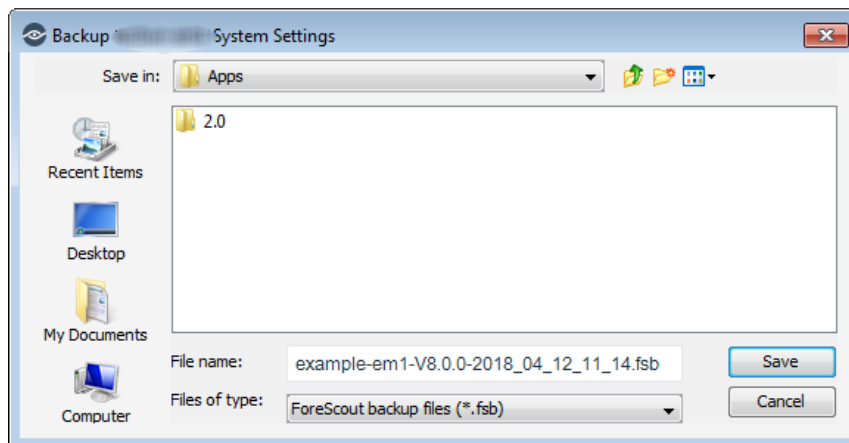 Backup System Settings
Save in: Apps
2.0
Recent Items
Desktop
My Documents
Computer
File name: example-em1-V8.0.0-2018_04_12_11_14.fsb Save
Files of type: ForeScout backup files (*.fsb) Cancel